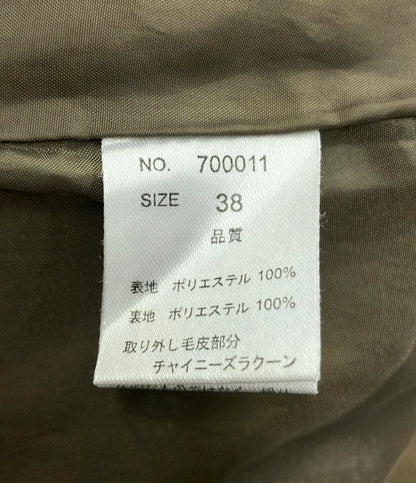 NO. 700011
SIZE 38
品質
表地 ポリエステル 100%
裏地 ポリエステル 100%
取り外し毛皮部分
チャイニーズラクーン